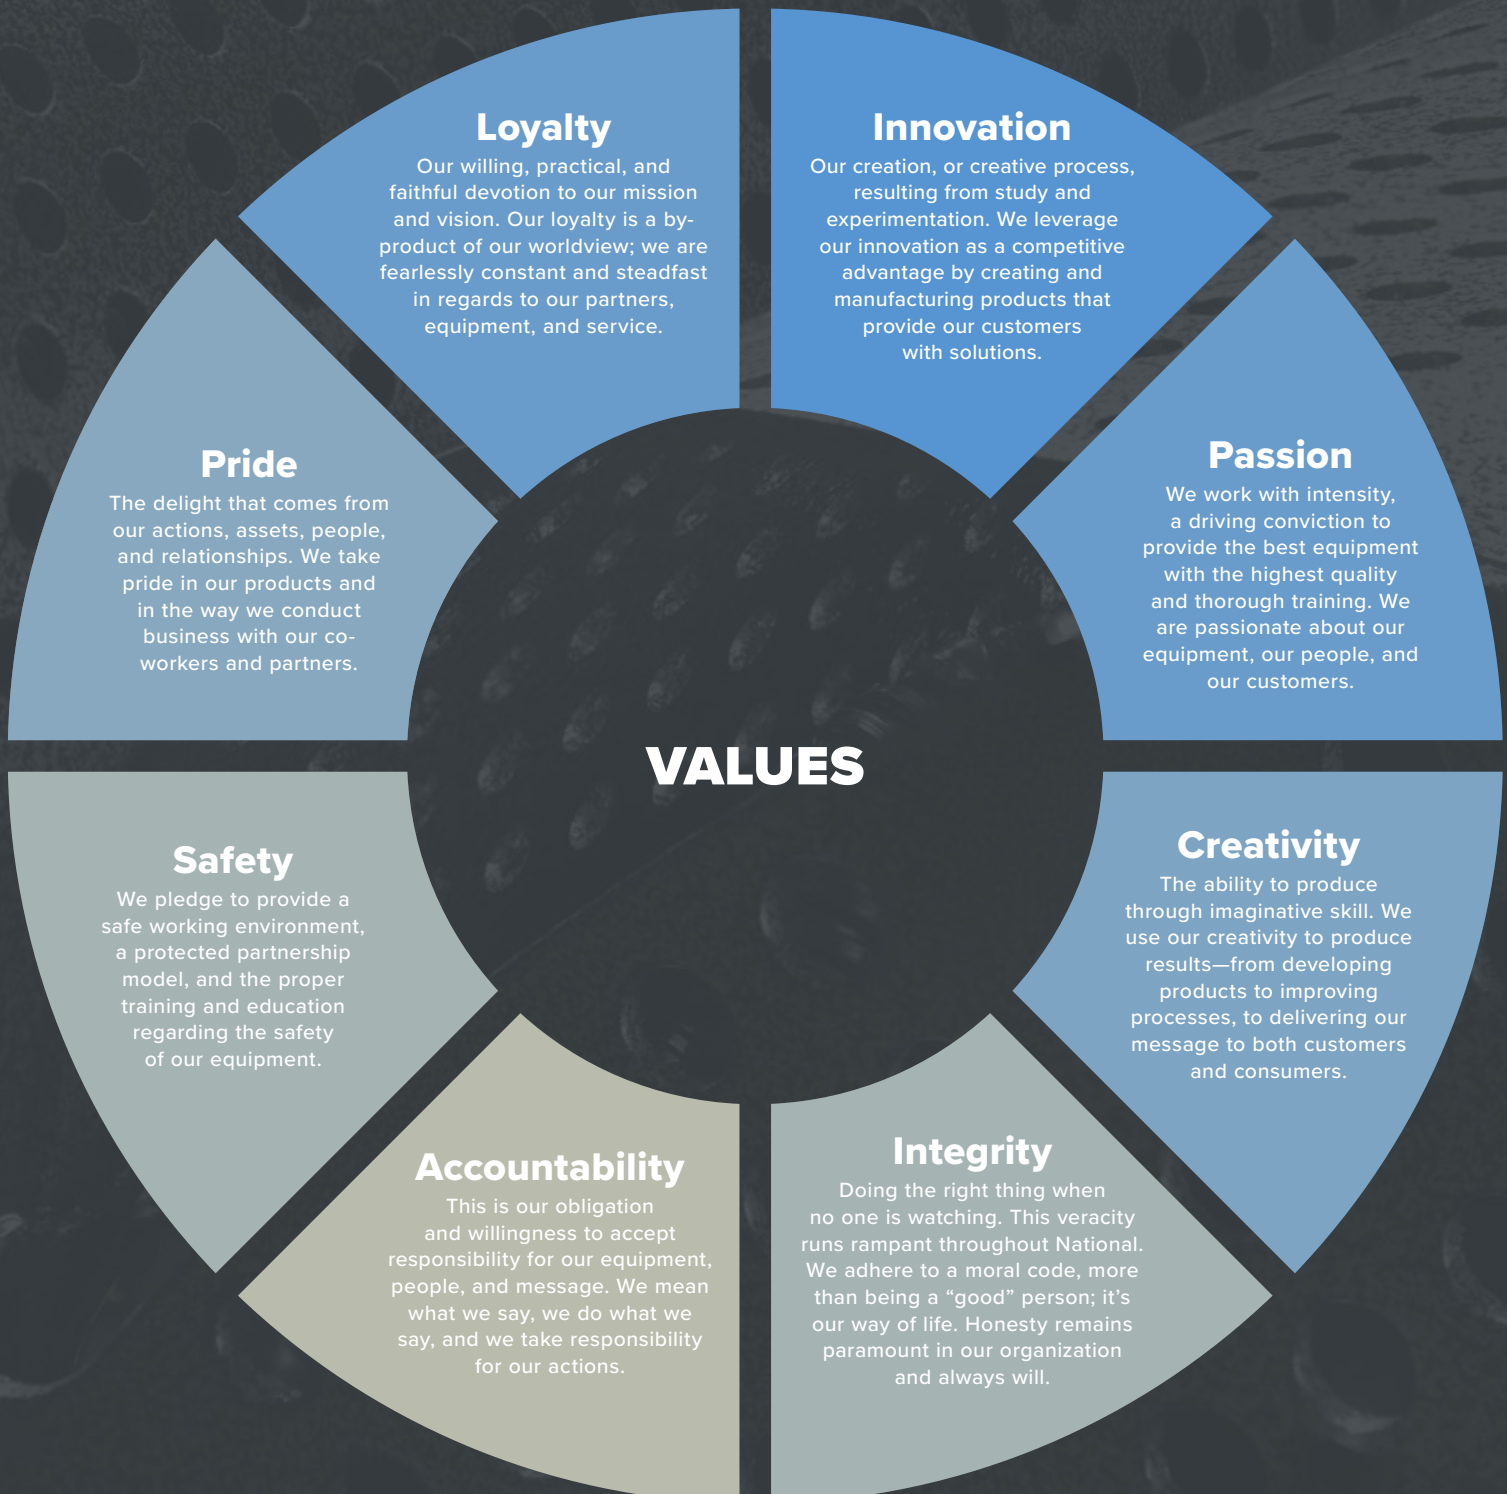 Loyalty
Our willing, practical, and
faithful devotion to our mission
and vision. Our loyalty is a by-
product of our worldview; we are
fearlessly constant and steadfast
in regards to our partners,
equipment, and service.
Innovation
Our creation, or creative process,
resulting from study and
experimentation. We leverage
our innovation as a competitive
advantage by creating and
manufacturing products that
provide our customers
with solutions.
Pride
The delight that comes from
our actions, assets, people,
and relationships. We take
pride in our products and
in the way we conduct
business with our co-
workers and partners.
Passion
We work with intensity,
a driving conviction to
provide the best equipment
with the highest quality
and thorough training. We
are passionate about our
equipment, our people, and
our customers.
VALUES
Safety
We pledge to provide a
safe working environment,
a protected partnership
model, and the proper
training and education
regarding the safety
of our equipment.
Creativity
The ability to produce
through imaginative skill. We
use our creativity to produce
results—from developing
products to improving
processes, to delivering our
message to both customers
and consumers.
Accountability
This is our obligation
and willingness to accept
responsibility for our equipment,
people, and message. We mean
what we say, we do what we
say, and we take responsibility
for our actions.
Integrity
Doing the right thing when
no one is watching. This veracity
runs rampant throughout National.
We adhere to a moral code, more
than being a “good” person; it’s
our way of life. Honesty remains
paramount in our organization
and always will.